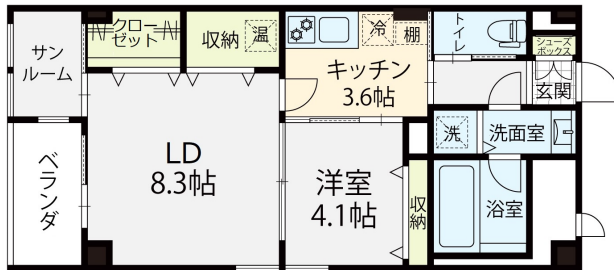 サン
ルーム
クロー
ゼット
収納
温
冷
棚
キッチン
3.6帖
トイレ
シューズ
ボックス
玄関
ベランダ
LD
8.3帖
洋室
4.1帖
収納
洗
洗面室
浴室